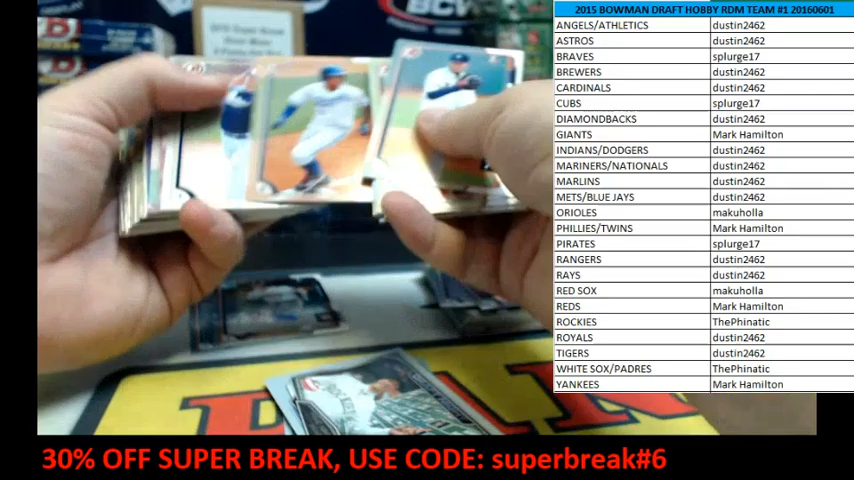 2015 BOWMAN DRAFT HOBBY RDM TEAM #1 20160601
ANGELS/ATHLETICS dustin2462
ASTROS dustin2462
BRAVES splurge17
BREWERS dustin2462
CARDINALS dustin2462
CUBS splurge17
DIAMONDBACKS dustin2462
GIANTS Mark Hamilton
INDIANS/DODGERS dustin2462
MARINERS/NATIONALS dustin2462
MARLINS dustin2462
METS/BLUE JAYS dustin2462
ORIOLES makuholla
PHILLIES/TWINS Mark Hamilton
PIRATES splurge17
RANGERS dustin2462
RAYS dustin2462
RED SOX makuholla
REDS Mark Hamilton
ROCKIES ThePhinatic
ROYALS dustin2462
TIGERS dustin2462
WHITE SOX/PADRES ThePhinatic
YANKEES Mark Hamilton
30% OFF SUPER BREAK, USE CODE: superbreak#6